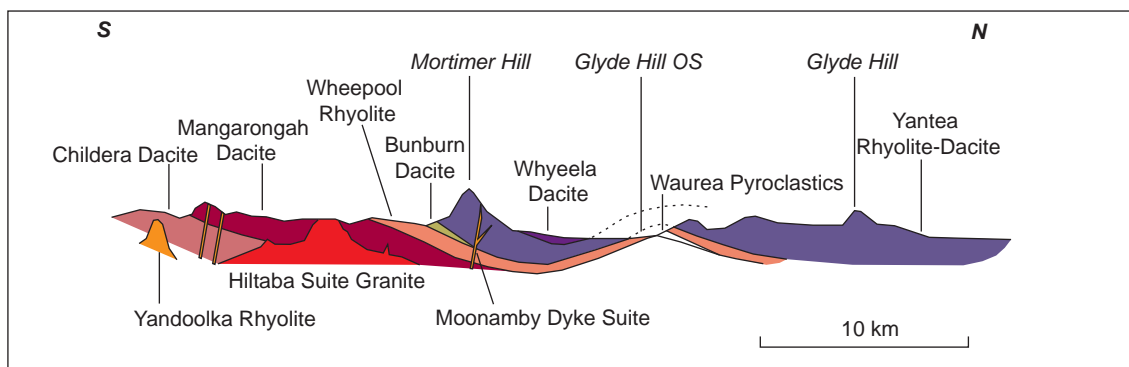 S
N
Mortimer Hill
Glyde Hill OS
Glyde Hill
Wheepool
Rhyolite
Yantea
Rhyolite-Dacite
Mangarongah
Dacite
Bunburn
Dacite
Childera Dacite
Whyeela
Dacite
Waurea Pyroclastics
Hiltaba Suite Granite
Yandoolka Rhyolite
Moonamby Dyke Suite
10 km